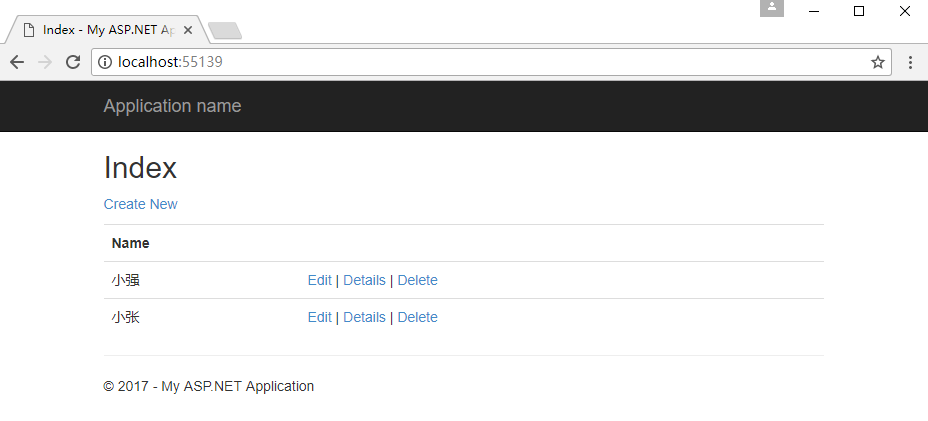 Index - My ASP.NET Ap
localhost:55139
Application name
Index
Create New
Name
小强 Edit | Details | Delete
小张 Edit | Details | Delete
© 2017 - My ASP.NET Application